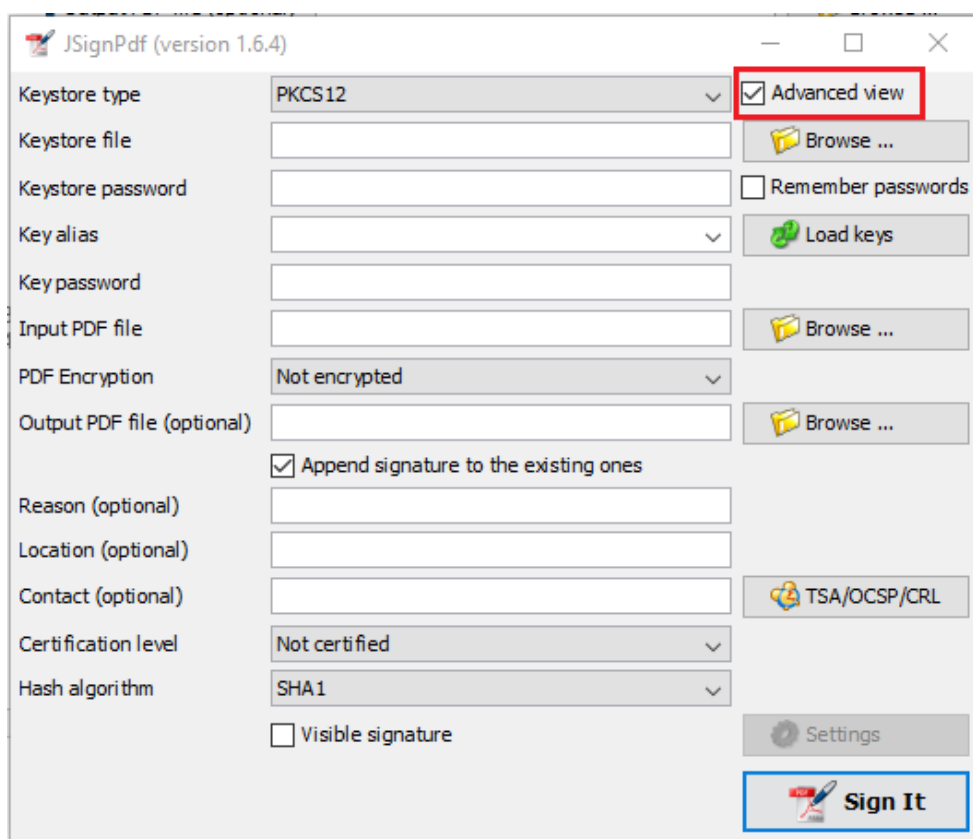 JSignPdf (version 1.6.4)
Keystore type PKCS12 Advanced view
Keystore file Browse ...
Keystore password Remember passwords
Key alias Load keys
Key password
Input PDF file Browse ...
PDF Encryption Not encrypted
Output PDF file (optional) Browse ...
Append signature to the existing ones
Reason (optional)
Location (optional)
Contact (optional) TSA/OCSP/CRL
Certification level Not certified
Hash algorithm SHA1
Visible signature Settings
Sign It